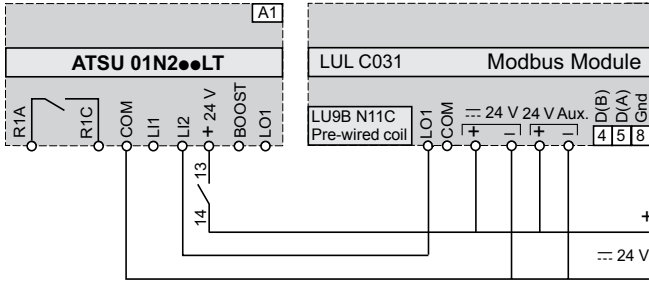 A1
ATSU 01N2●●LT
R1A
R1C
COM
LI1
LI2
+ 24 V
BOOST
LO1
13
14
LUL C031 Modbus Module
LU9B N11C
Pre-wired coil
LO1
COM
⎓ 24 V 24 V Aux.
+ – + –
D(B)
D(A)
Gnd
4 5 8
+
⎓ 24 V